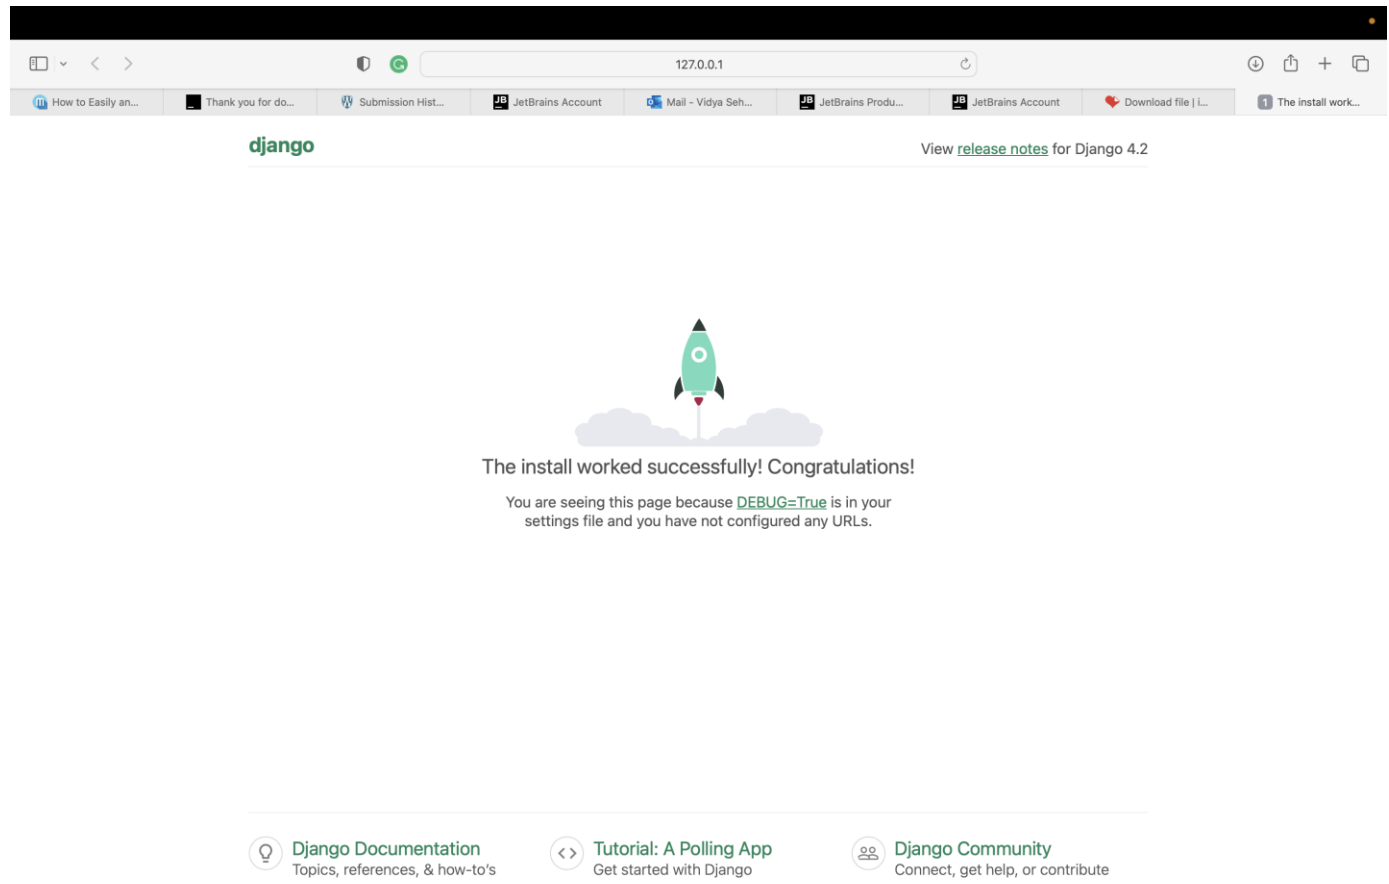 127.0.0.1
How to Easily an...
Thank you for do...
Submission Hist...
JB JetBrains Account
Mail - Vidya Seh...
JB JetBrains Produ...
JB JetBrains Account
Download file | i...
1 The install work...
django
View release notes for Django 4.2
The install worked successfully! Congratulations!
You are seeing this page because DEBUG=True is in your
settings file and you have not configured any URLs.
Django Documentation
Topics, references, & how-to's
Tutorial: A Polling App
Get started with Django
Django Community
Connect, get help, or contribute